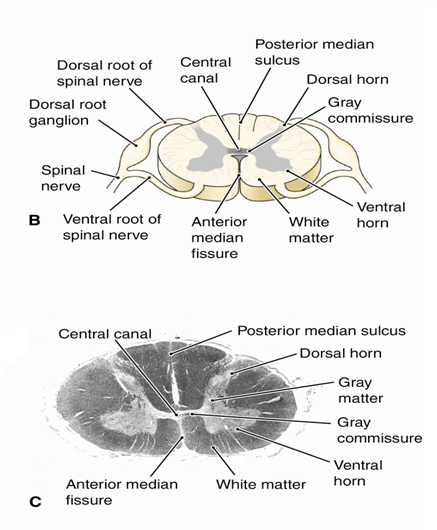 Dorsal root of
spinal nerve
Central
canal
Posterior median
sulcus
Dorsal horn
Dorsal root
ganglion
Gray
commissure
Spinal
nerve
Ventral root of
spinal nerve
Anterior
median
fissure
White
matter
Ventral
horn
B
Central canal
Posterior median sulcus
Dorsal horn
Gray
matter
Gray
commissure
Ventral
horn
Anterior median
fissure
White matter
C